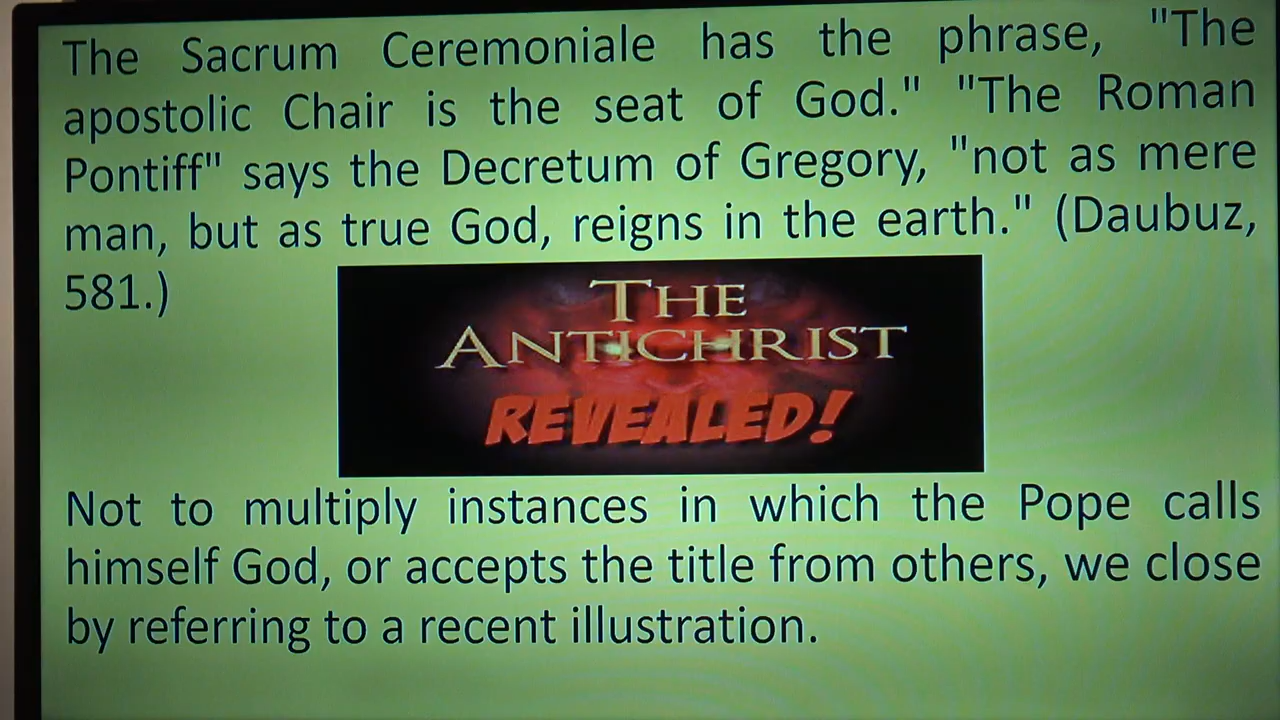 The Sacrum Ceremoniale has the phrase, "The
apostolic Chair is the seat of God." "The Roman
Pontiff" says the Decretum of Gregory, "not as mere
man, but as true God, reigns in the earth." (Daubuz,
581.)
THE
ANTICHRIST
REVEALED!
Not to multiply instances in which the Pope calls
himself God, or accepts the title from others, we close
by referring to a recent illustration.